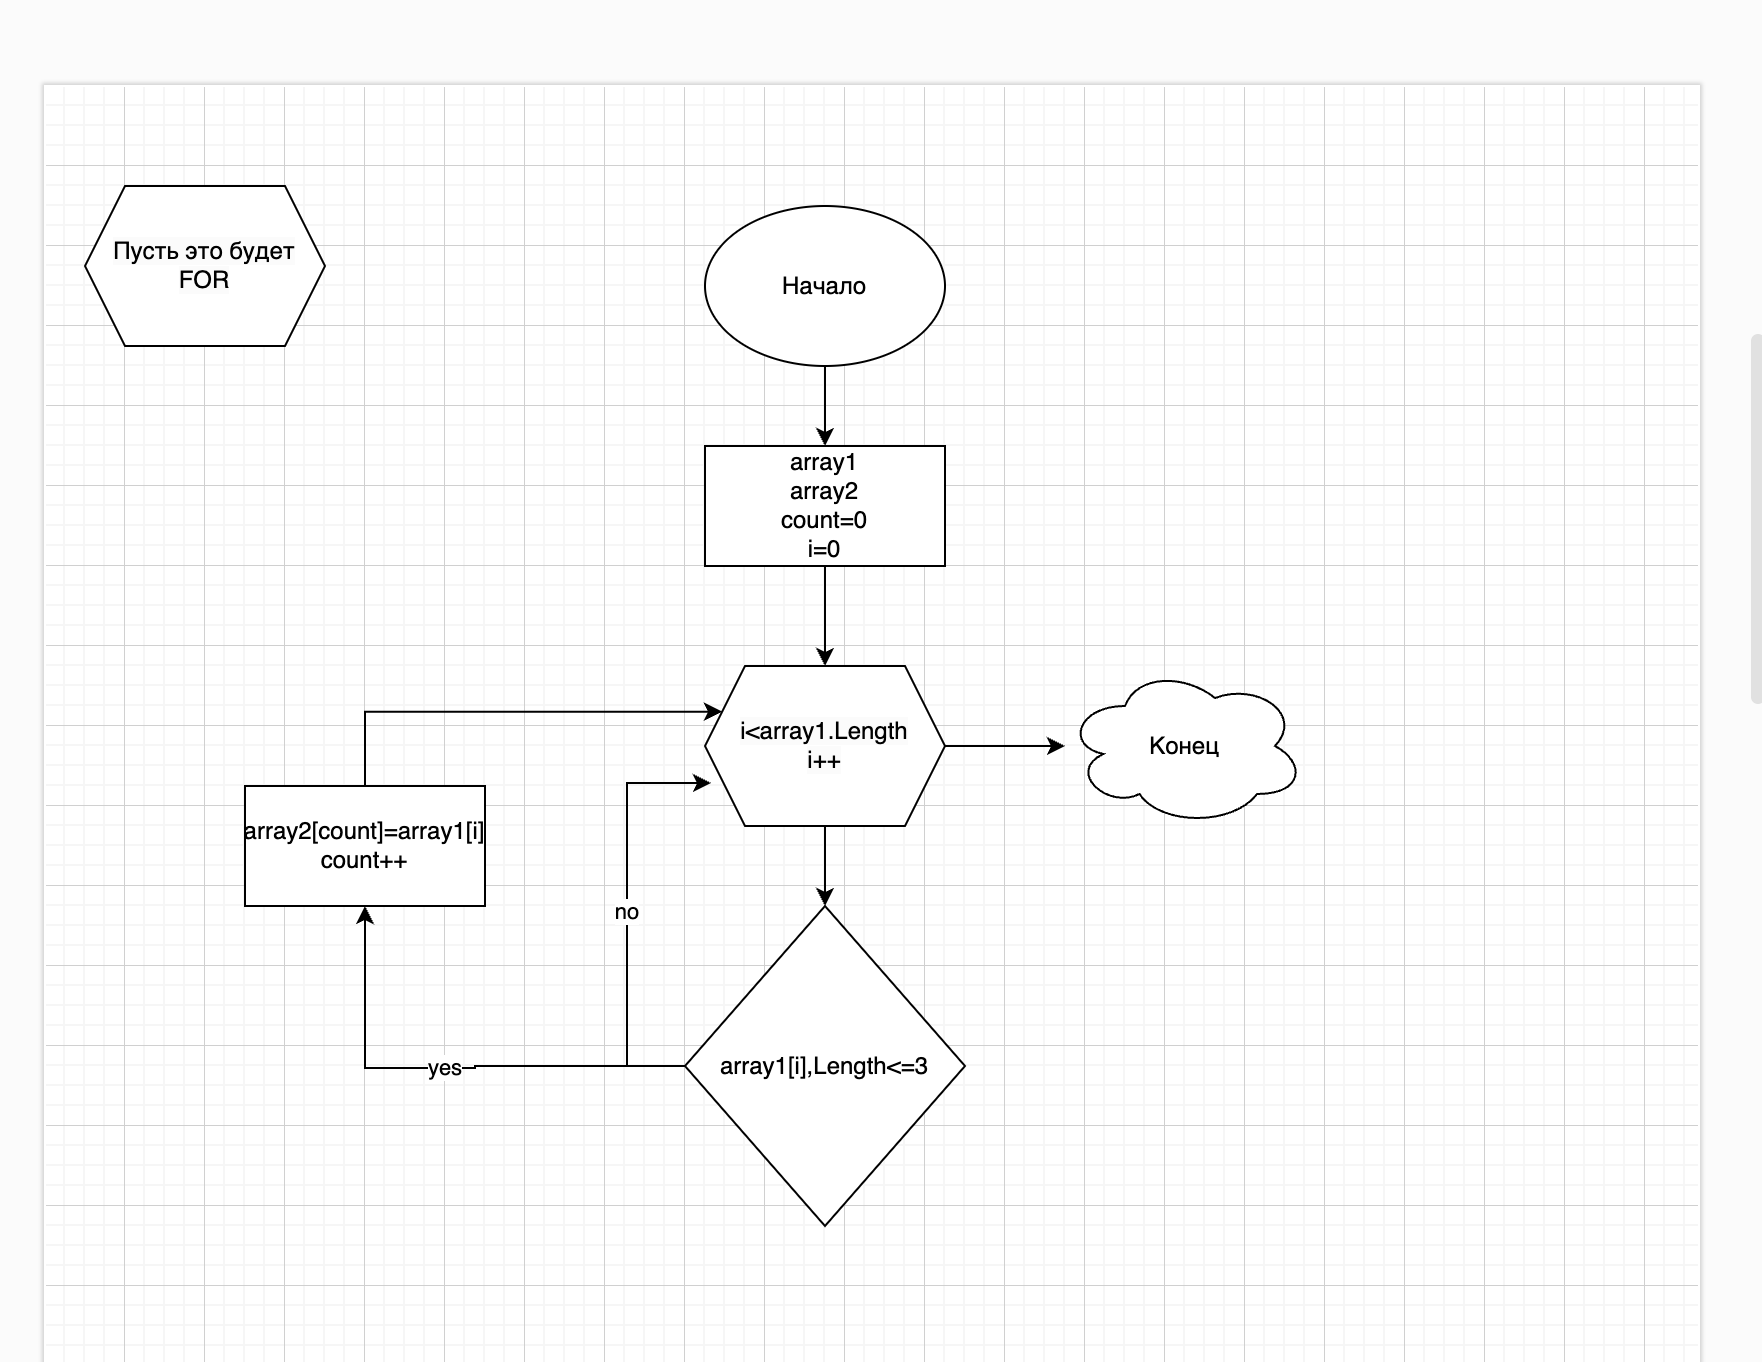 Пусть это будет
FOR
Начало
array1
array2
count=0
i=0
i<array1.Length
i++
Конец
array2[count]=array1[i]
count++
no
yes
array1[i],Length<=3